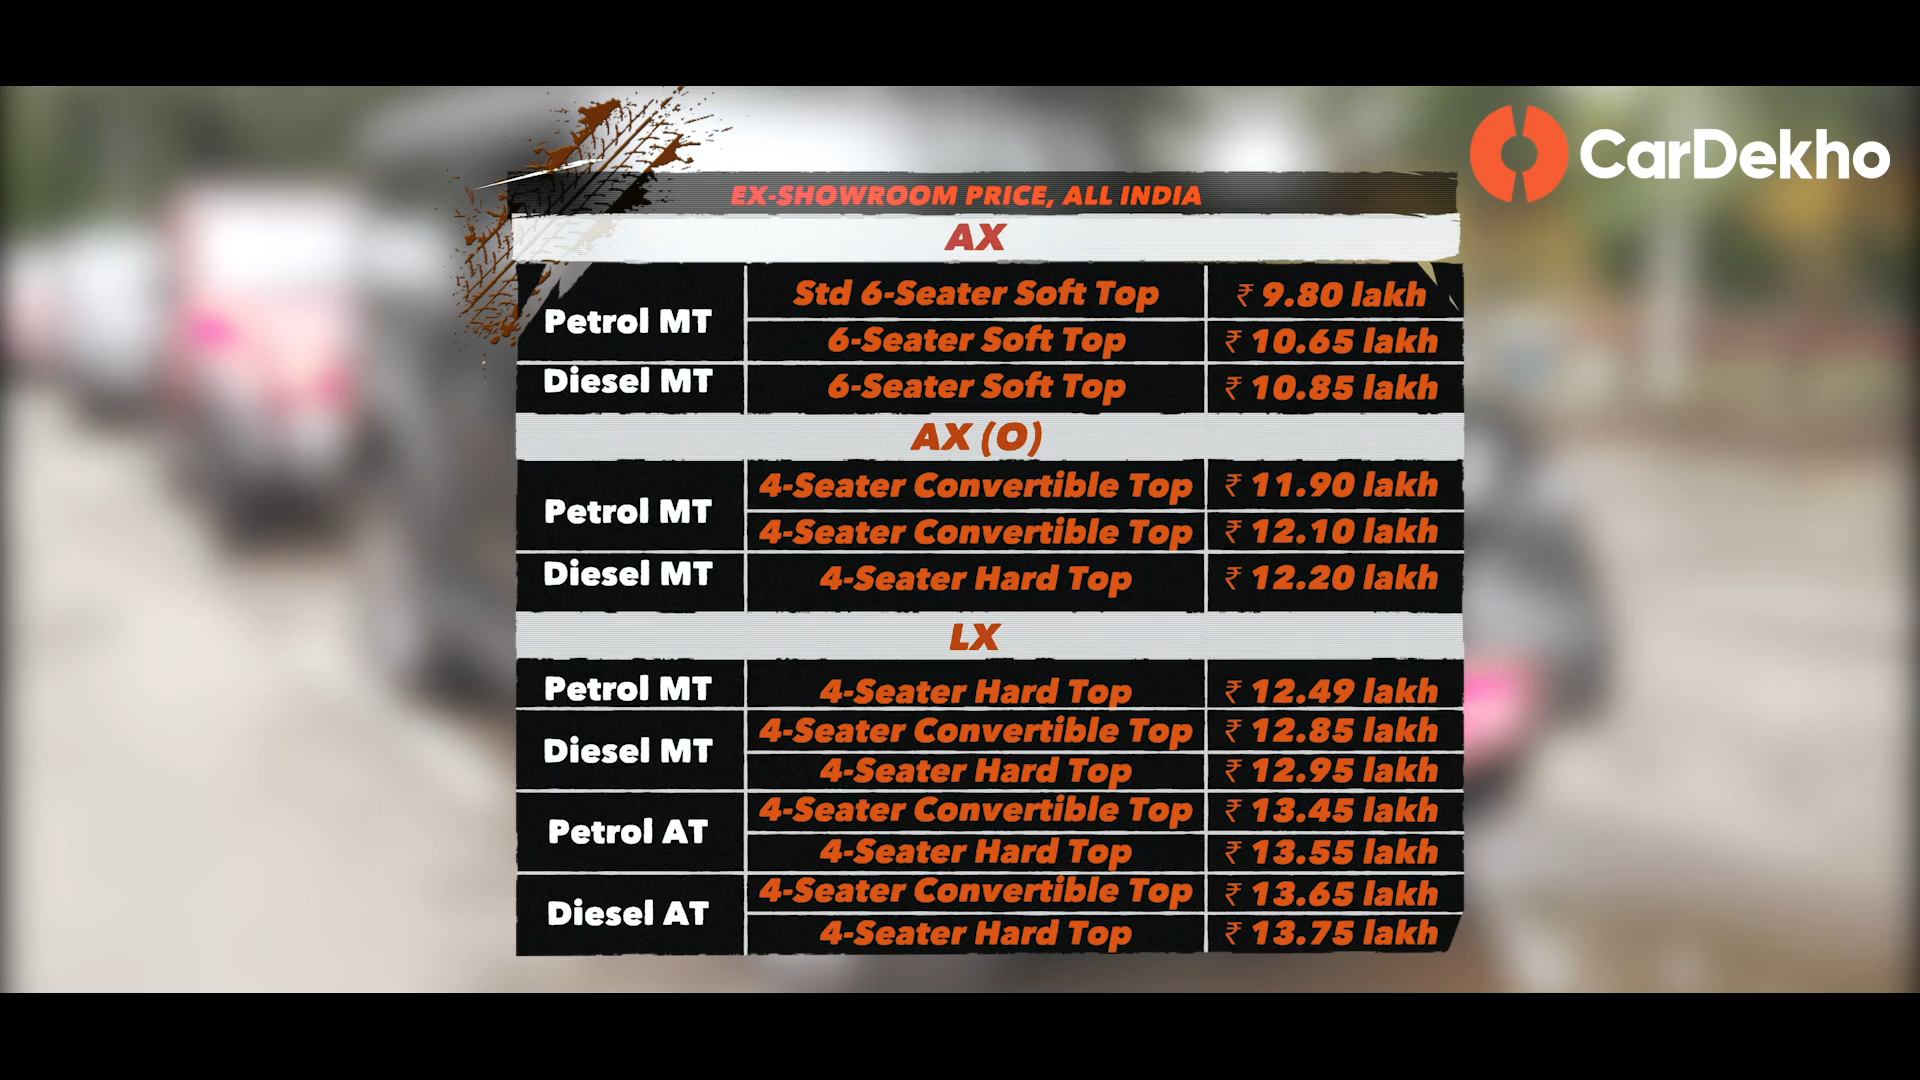 CarDekho
EX-SHOWROOM PRICE, ALL INDIA
AX
Petrol MT
Std 6-Seater Soft Top ₹ 9.80 lakh
6-Seater Soft Top ₹ 10.65 lakh
Diesel MT 6-Seater Soft Top ₹ 10.85 lakh
AX (O)
Petrol MT
4-Seater Convertible Top ₹ 11.90 lakh
4-Seater Convertible Top ₹ 12.10 lakh
Diesel MT 4-Seater Hard Top ₹ 12.20 lakh
LX
Petrol MT 4-Seater Hard Top ₹ 12.49 lakh
Diesel MT
4-Seater Convertible Top ₹ 12.85 lakh
4-Seater Hard Top ₹ 12.95 lakh
Petrol AT
4-Seater Convertible Top ₹ 13.45 lakh
4-Seater Hard Top ₹ 13.55 lakh
Diesel AT
4-Seater Convertible Top ₹ 13.65 lakh
4-Seater Hard Top ₹ 13.75 lakh